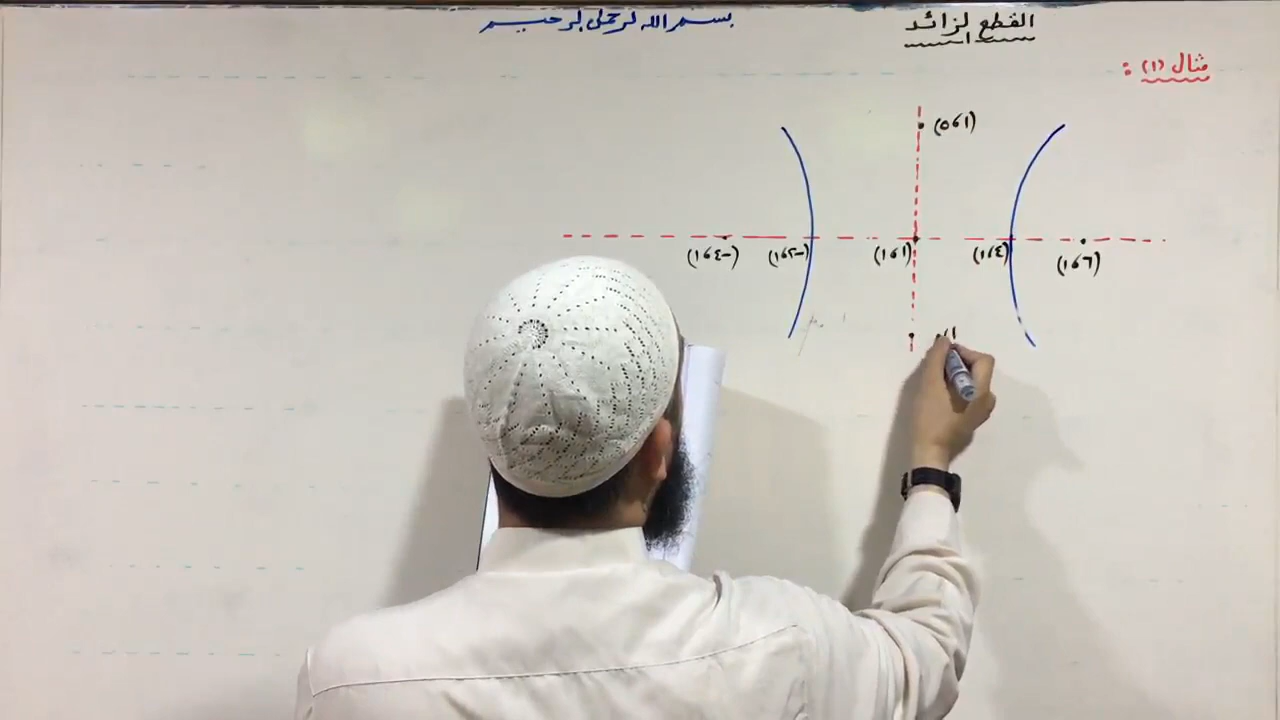 بسم الله الرحمن الرحيم
القطع الزائد
مثال (١) :
(١ ، ٥)
(-٤ ، ١) (-٢ ، ١) (١ ، ١) (٤ ، ١) (٦ ، ١)